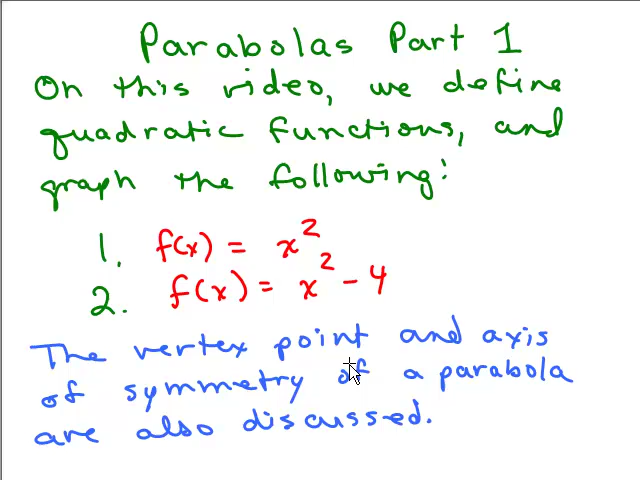 Parabolas Part 1
On this video, we define
quadratic functions, and
graph the following:
1. f(x) = x²
2. f(x) = x² - 4
The vertex point and axis
of symmetry of a parabola
are also discussed.